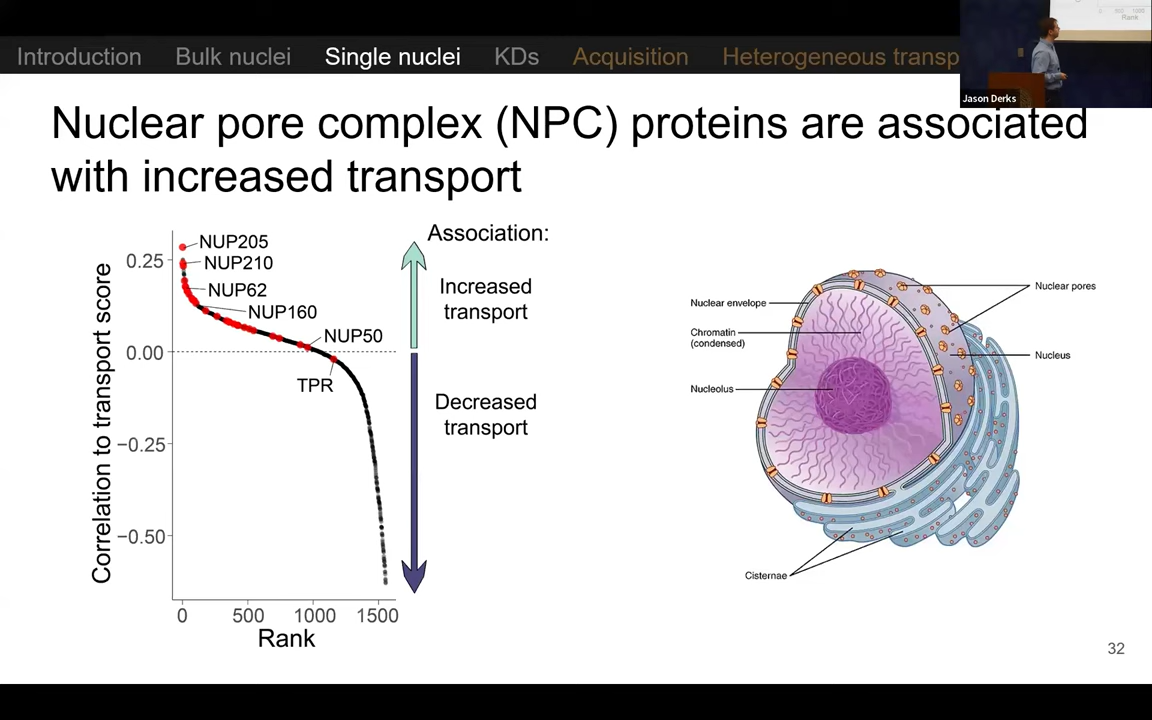 Introduction
Bulk nuclei
Single nuclei
KDs
Acquisition
Heterogeneous transp
Rank
Jason Derks
Nuclear pore complex (NPC) proteins are associated
with increased transport
Correlation to transport score
0.25
0.00
−0.25
−0.50
NUP205
NUP210
NUP62
NUP160
NUP50
TPR
0
500
1000
1500
Rank
Association:
Increased
transport
Decreased
transport
Nuclear envelope
Chromatin
(condensed)
Nucleolus
Nuclear pores
Nucleus
Cisternae
32